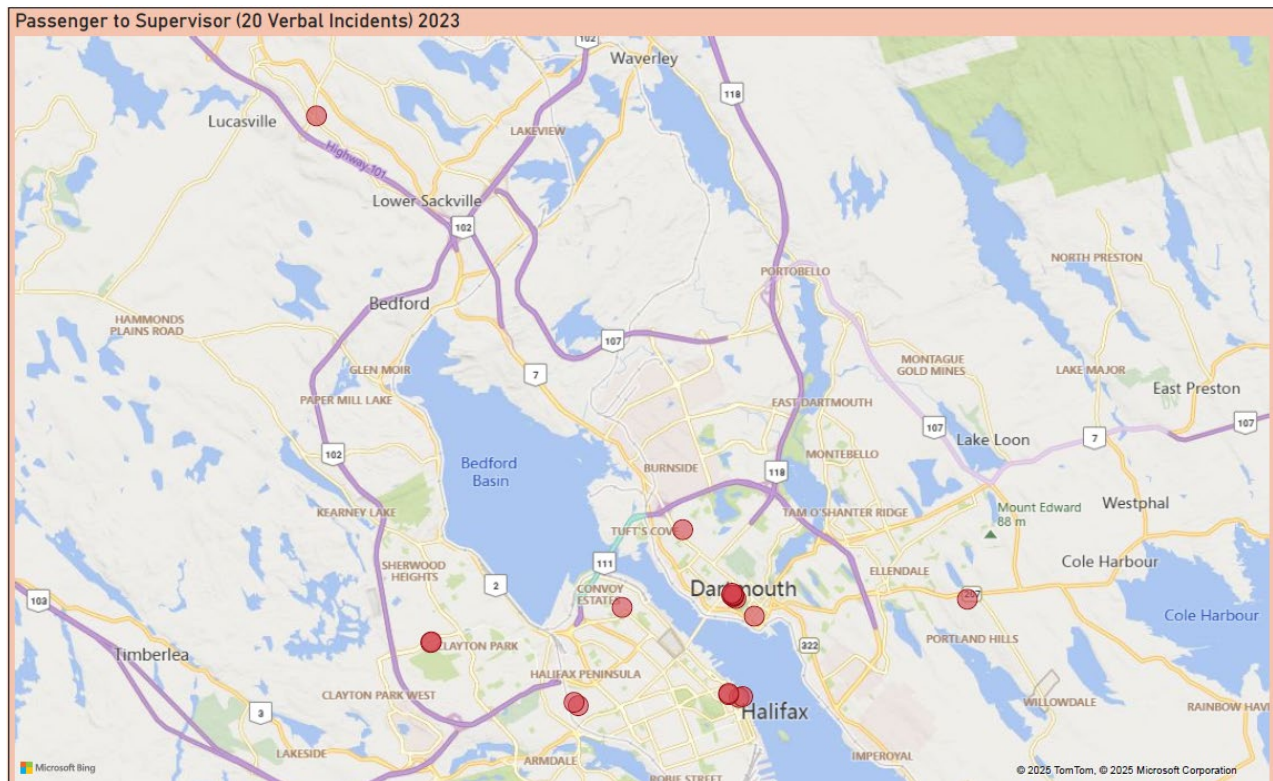 Passenger to Supervisor (20 Verbal Incidents) 2023
102
Waverley
118
Lucasville
LAKEVIEW
Highway 101
Lower Sackville
102
NORTH PRESTON
PORTOBELLO
Bedford
HAMMONDS
PLAINS ROAD
107
MONTAGUE
GOLD MINES
GLEN MOIR
7
LAKE MAJOR
East Preston
PAPER MILL LAKE
EAST DARTMOUTH
107
107
7
Lake Loon
102
MONTEBELLO
Bedford
Basin
BURNSIDE
118
Westphal
KEARNEY LAKE
TAM O'SHANTER RIDGE
Mount Edward
88 m
TUFT'S COVE
SHERWOOD
HEIGHTS
111
Cole Harbour
ELLENDALE
2
CONVOY
ESTATES
Dartmouth
103
207
Cole Harbour
CLAYTON PARK
PORTLAND HILLS
322
Timberlea
HALIFAX PENINSULA
CLAYTON PARK WEST
WILLOWDALE
3
Halifax
RAINBOW HAV
LAKESIDE
ARMDALE
IMPEROYAL
ROBIE STREET
Microsoft Bing
© 2025 TomTom, © 2025 Microsoft Corporation